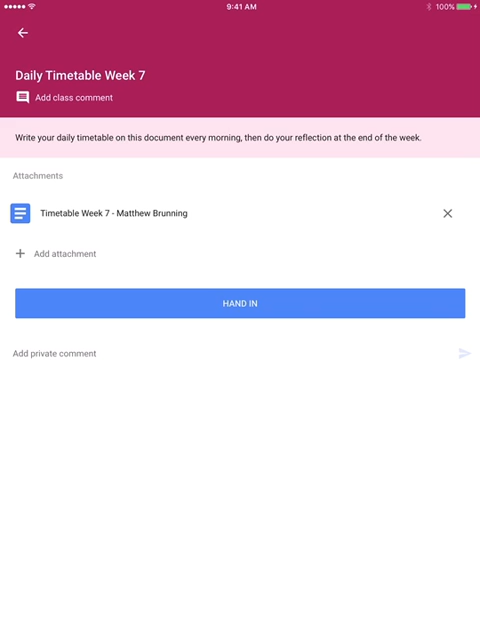 9:41 AM
100%
Daily Timetable Week 7
Add class comment
Write your daily timetable on this document every morning, then do your reflection at the end of the week.
Attachments
Timetable Week 7 - Matthew Brunning
Add attachment
HAND IN
Add private comment